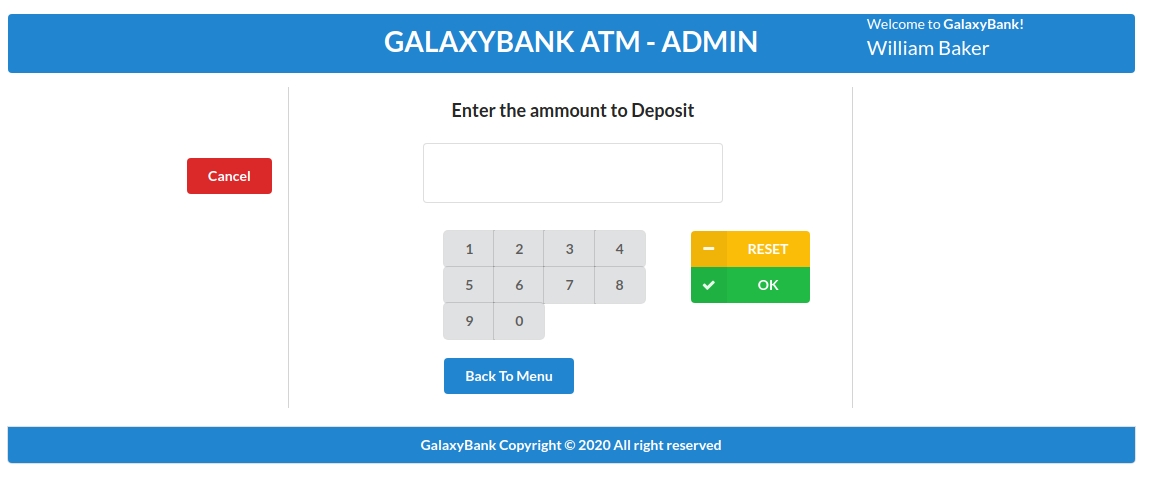 GALAXYBANK ATM - ADMIN
Welcome to GalaxyBank!
William Baker
Enter the ammount to Deposit
Cancel
1 2 3 4
RESET
5 6 7 8
OK
9 0
Back To Menu
GalaxyBank Copyright © 2020 All right reserved